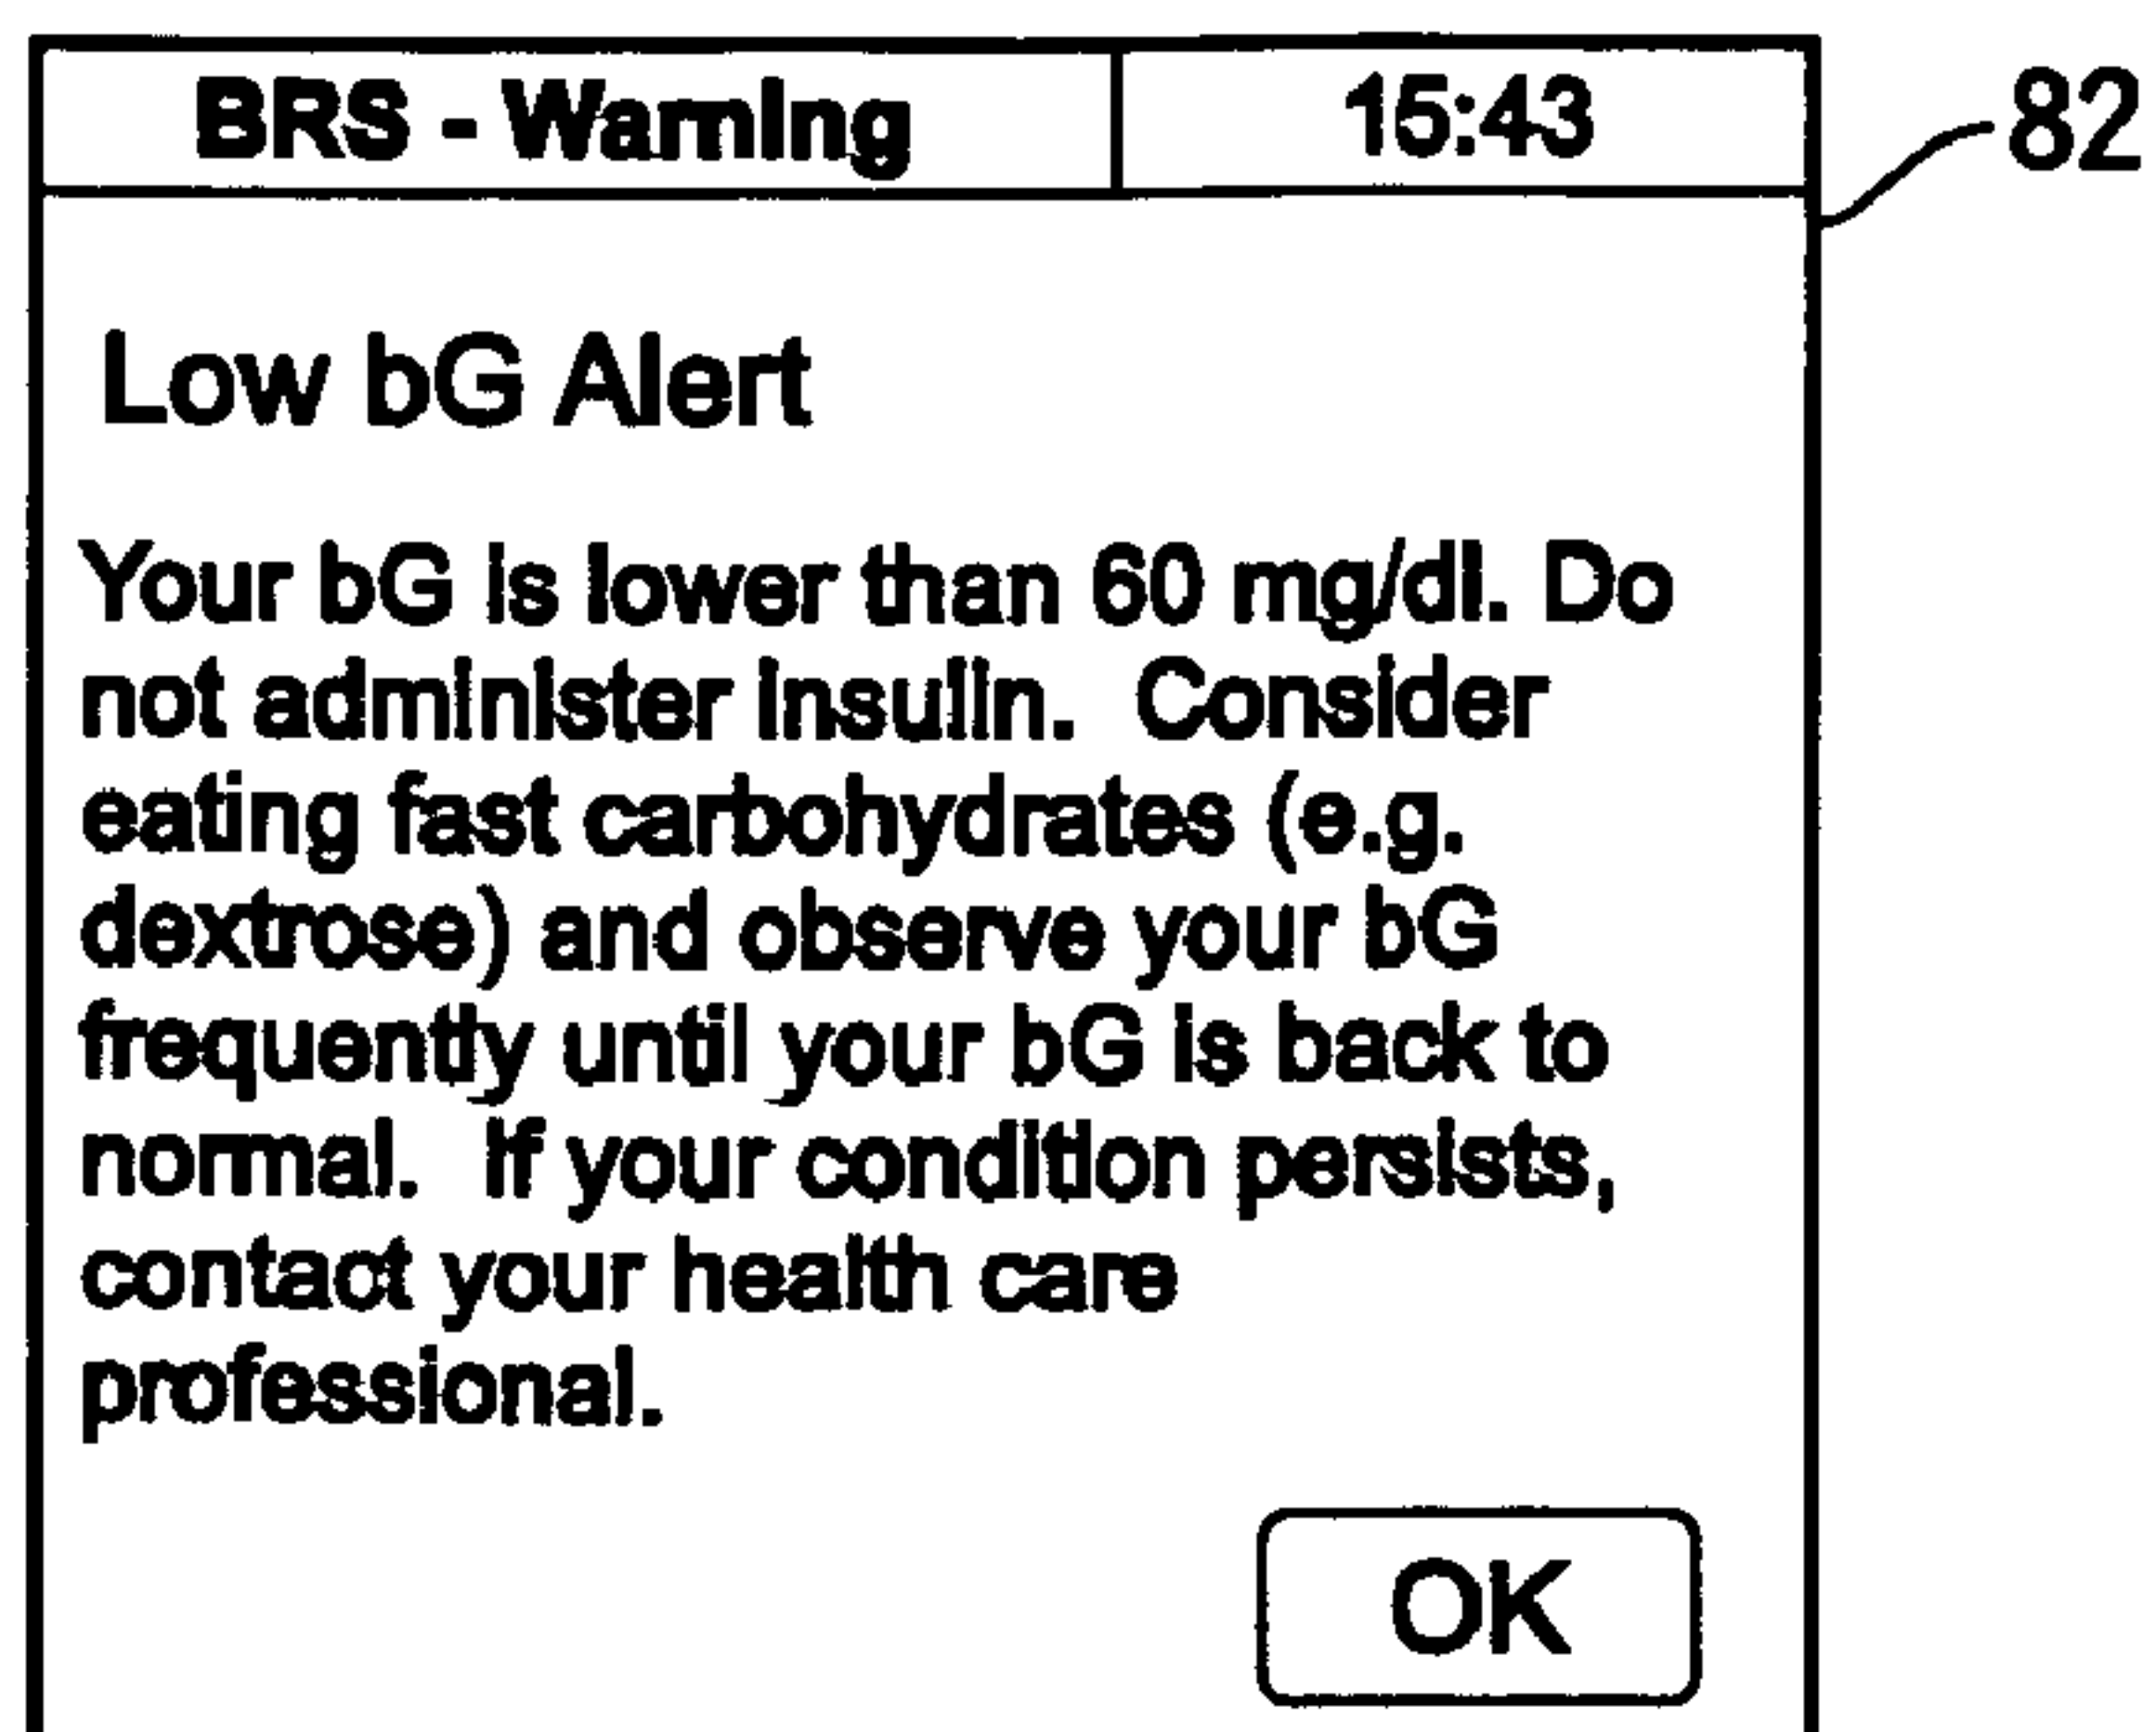 BRS - Warning 15:43
82
Low bG Alert
Your bG is lower than 60 mg/dl. Do
not administer insulin. Consider
eating fast carbohydrates (e.g.
dextrose) and observe your bG
frequently until your bG is back to
normal. If your condition persists,
contact your health care
professional.
OK